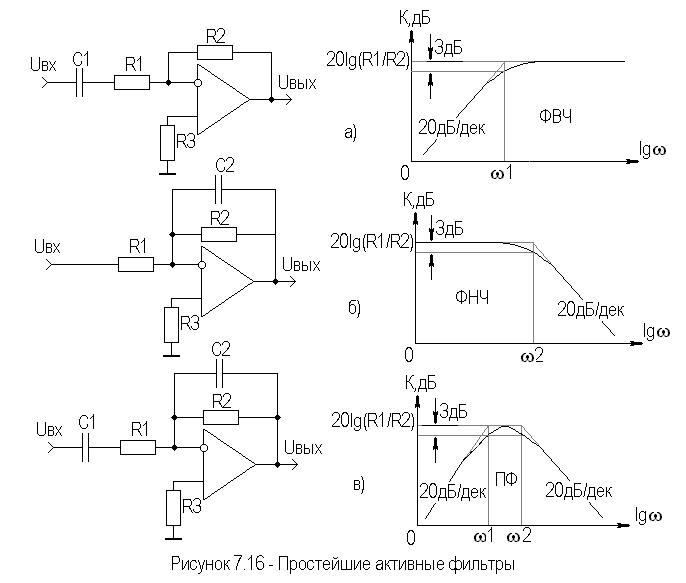 Uвх C1 R1 R2 Uвых R3
К,дБ
20lg(R1/R2) 3дБ
20дБ/дек ФВЧ
а)
0 ω1 lgω
Uвх R1 C2 R2 Uвых R3
К,дБ
20lg(R1/R2) 3дБ
ФНЧ 20дБ/дек
б)
0 ω2 lgω
Uвх C1 R1 C2 R2 Uвых R3
К,дБ
20lg(R1/R2) 3дБ
20дБ/дек ПФ 20дБ/дек
в)
0 ω1 ω2 lgω
Рисунок 7.16 - Простейшие активные фильтры